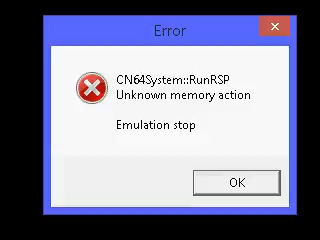 Error
CN64System::RunRSP
Unknown memory action
Emulation stop
OK